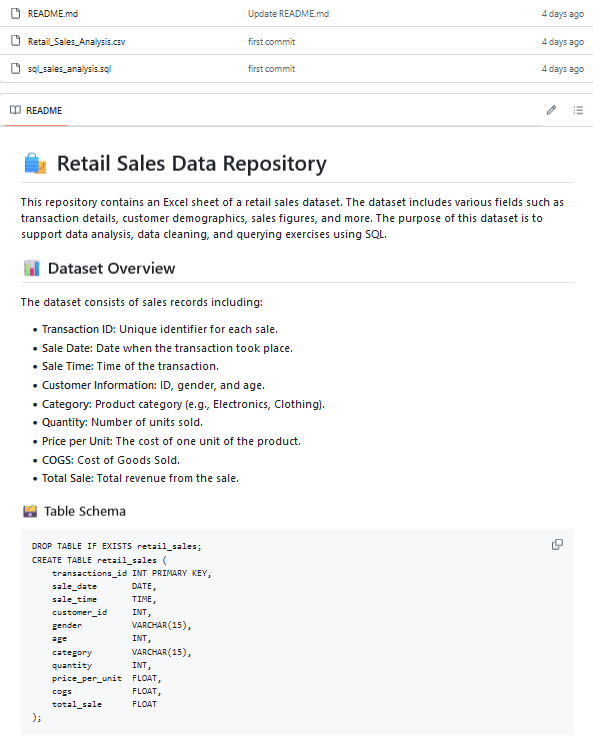 README.md Update README.md 4 days ago
Retail_Sales_Analysis.csv first commit 4 days ago
sql_sales_analysis.sql first commit 4 days ago
README
Retail Sales Data Repository
This repository contains an Excel sheet of a retail sales dataset. The dataset includes various fields such as
transaction details, customer demographics, sales figures, and more. The purpose of this dataset is to
support data analysis, data cleaning, and querying exercises using SQL.
Dataset Overview
The dataset consists of sales records including:
• Transaction ID: Unique identifier for each sale.
• Sale Date: Date when the transaction took place.
• Sale Time: Time of the transaction.
• Customer Information: ID, gender, and age.
• Category: Product category (e.g., Electronics, Clothing).
• Quantity: Number of units sold.
• Price per Unit: The cost of one unit of the product.
• COGS: Cost of Goods Sold.
• Total Sale: Total revenue from the sale.
Table Schema
DROP TABLE IF EXISTS retail_sales;
CREATE TABLE retail_sales (
    transactions_id INT PRIMARY KEY,
    sale_date       DATE,
    sale_time       TIME,
    customer_id     INT,
    gender          VARCHAR(15),
    age             INT,
    category        VARCHAR(15),
    quantity        INT,
    price_per_unit  FLOAT,
    cogs            FLOAT,
    total_sale      FLOAT
);